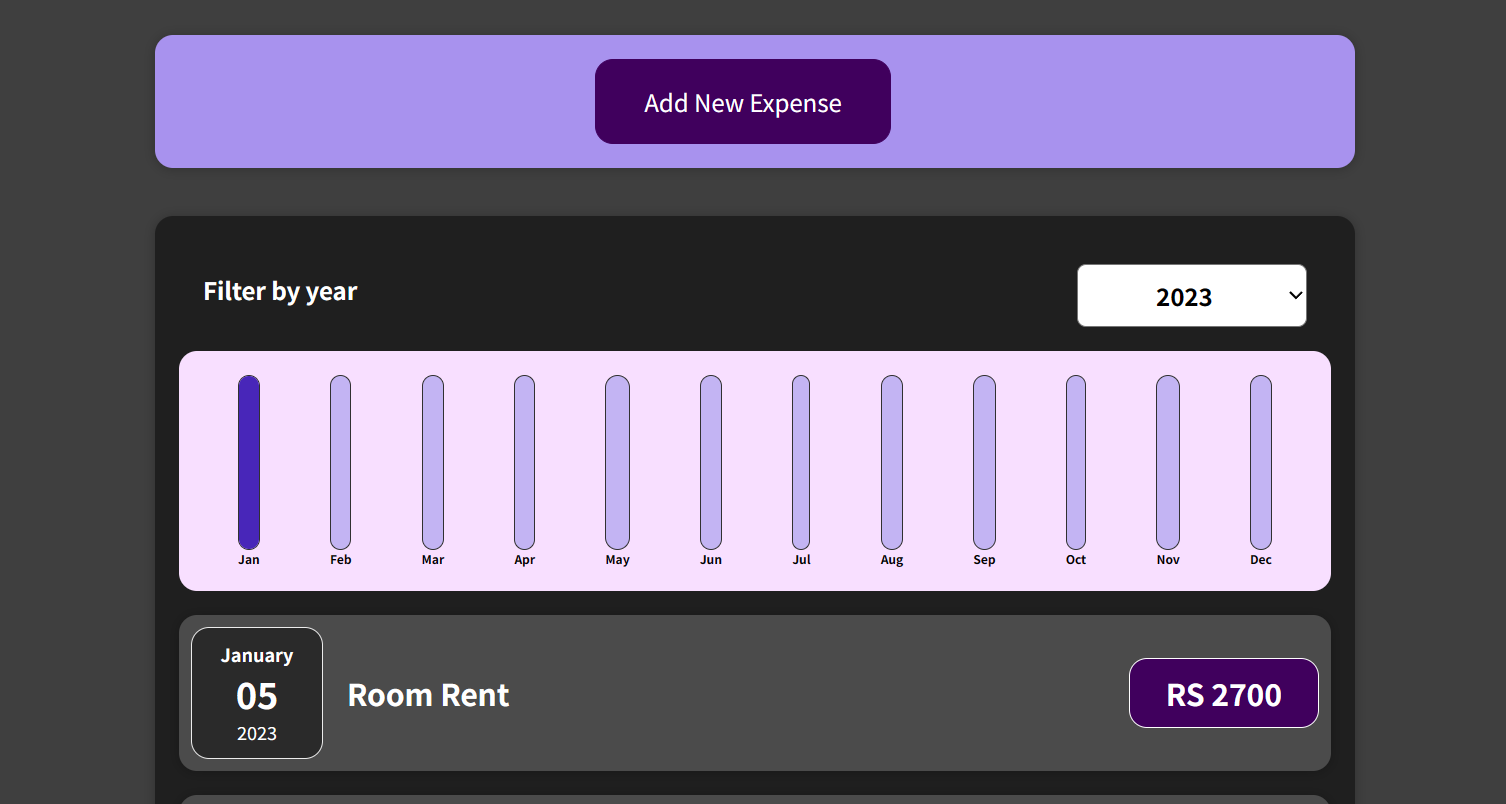 Add New Expense
Filter by year
2023
Jan Feb Mar Apr May Jun Jul Aug Sep Oct Nov Dec
January
05
2023
Room Rent
RS 2700